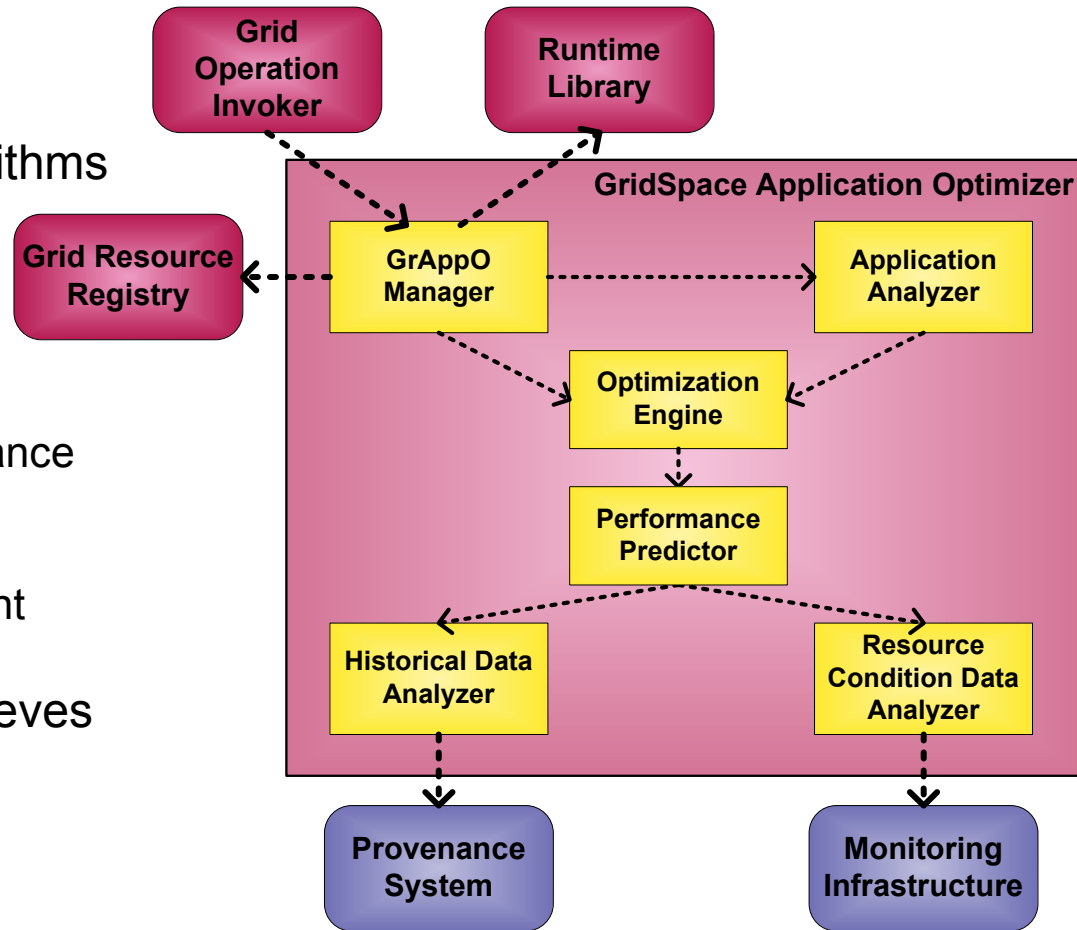 Grid
Operation
Invoker
Runtime
Library
GridSpace Application Optimizer
Grid Resource
Registry
GrAppO
Manager
Application
Analyzer
Optimization
Engine
Performance
Predictor
Historical Data
Analyzer
Resource
Condition Data
Analyzer
Provenance
System
Monitoring
Infrastructure
ithms
ance
nt
eves